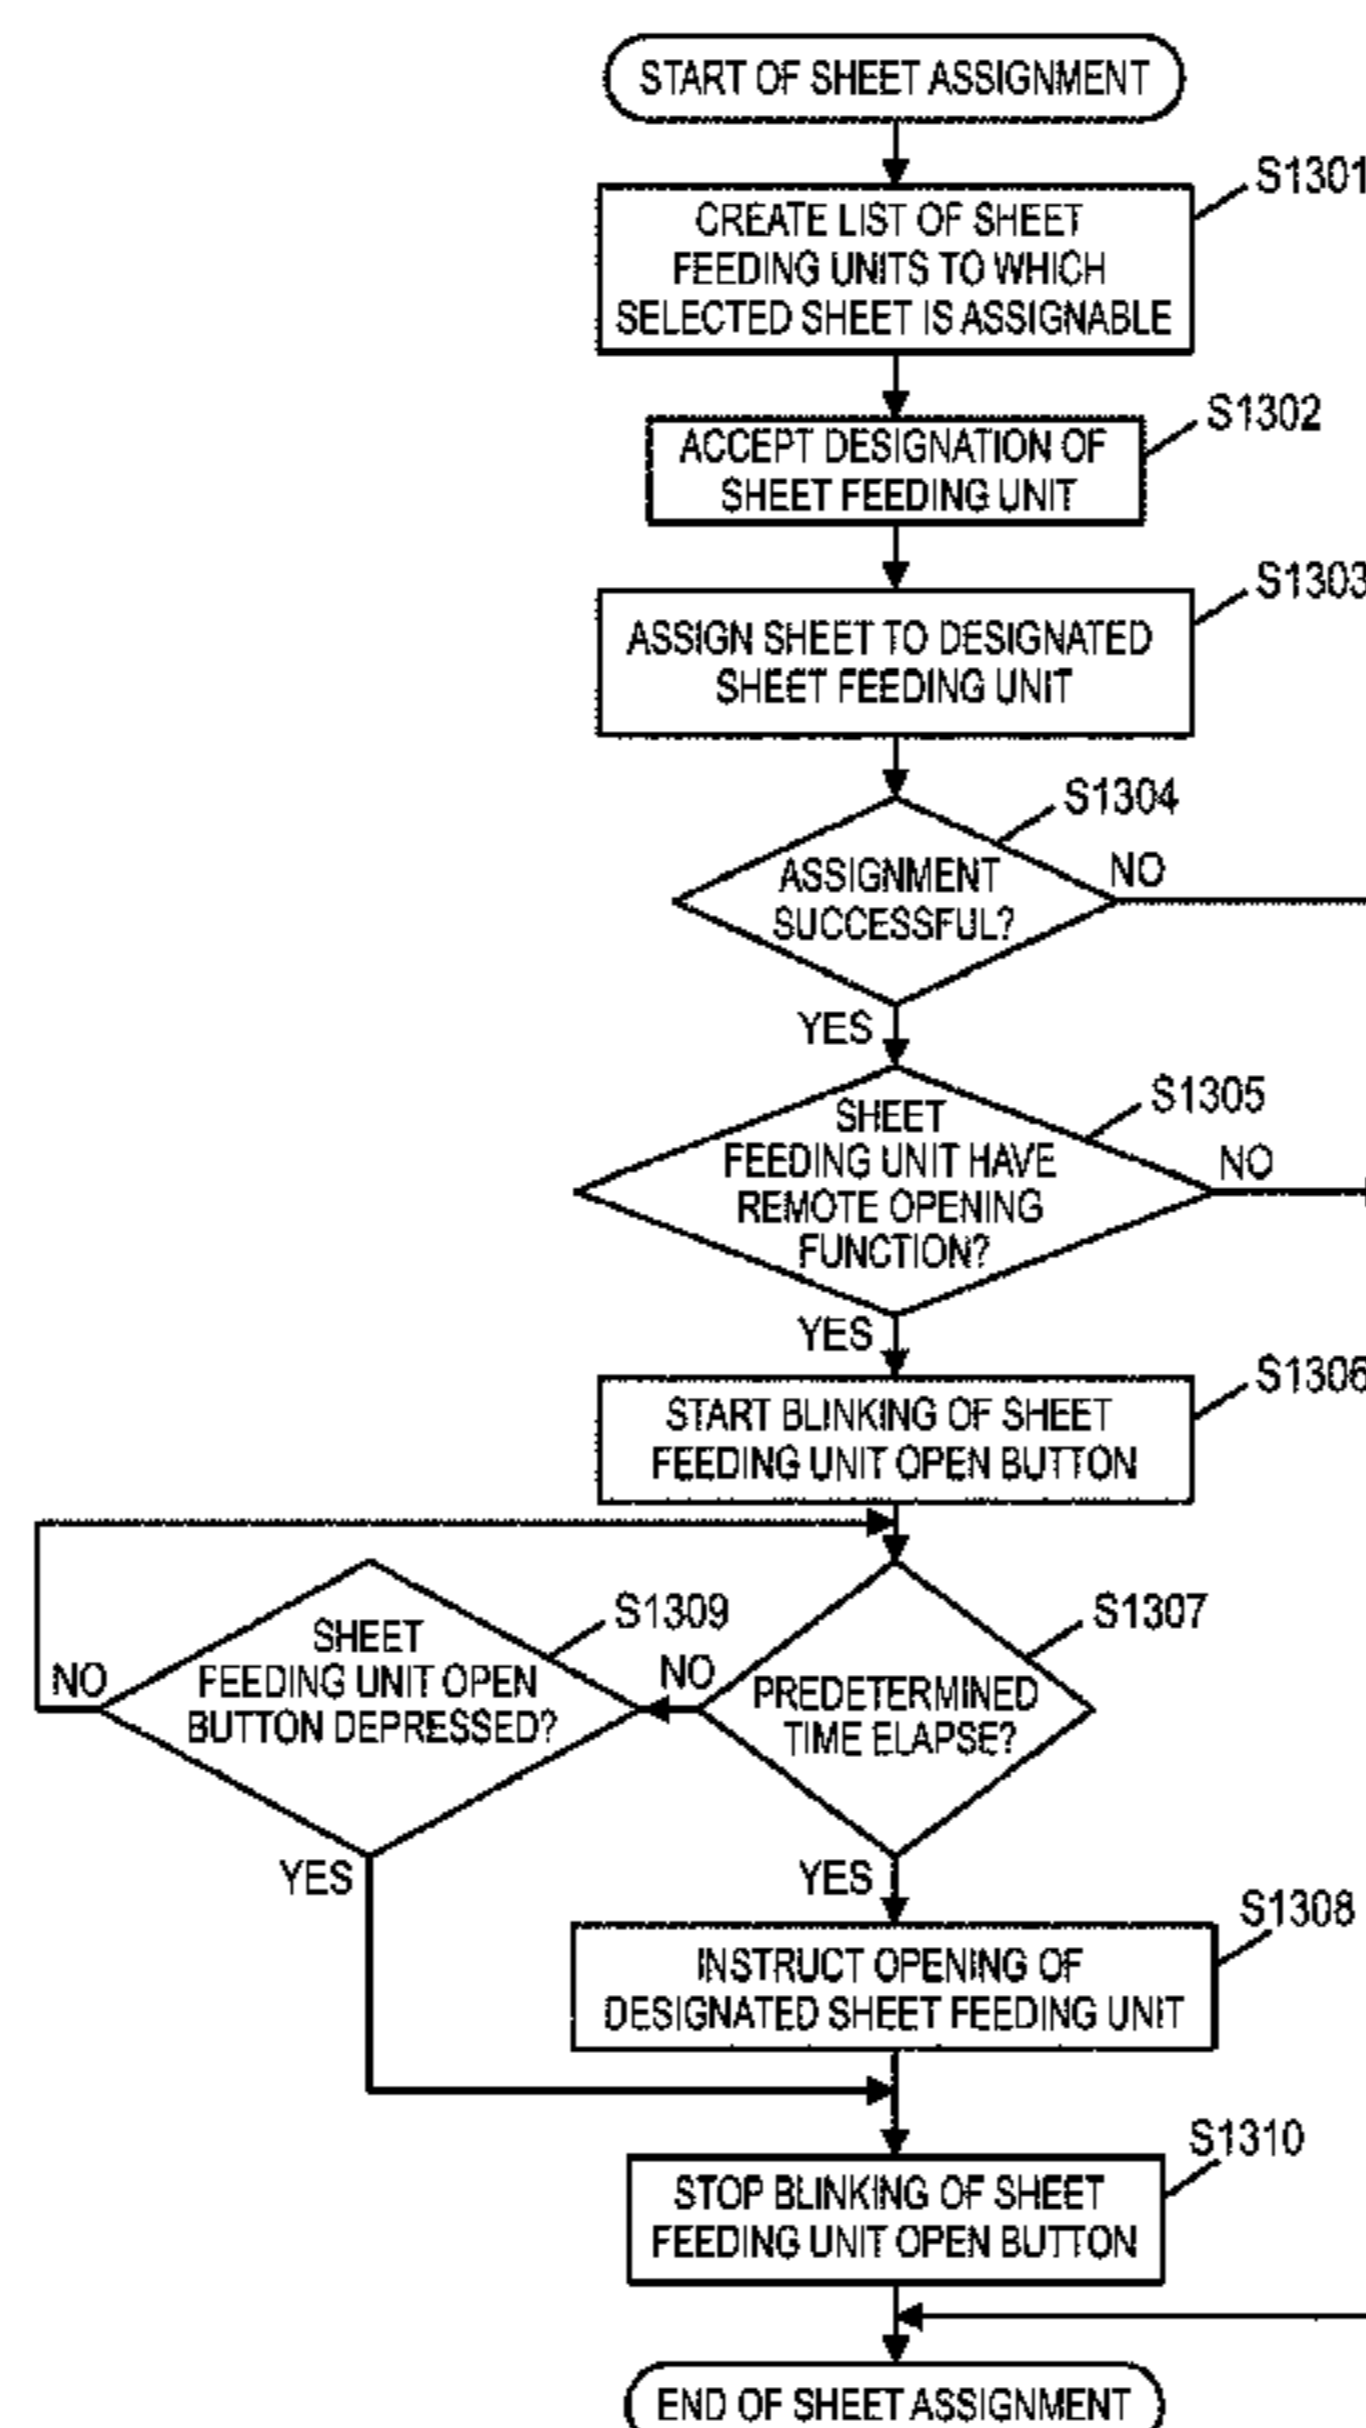 START OF SHEET ASSIGNMENT
S1301
CREATE LIST OF SHEET
FEEDING UNITS TO WHICH
SELECTED SHEET IS ASSIGNABLE
S1302
ACCEPT DESIGNATION OF
SHEET FEEDING UNIT
S1303
ASSIGN SHEET TO DESIGNATED
SHEET FEEDING UNIT
S1304
ASSIGNMENT
SUCCESSFUL?
NO
YES
S1305
SHEET
FEEDING UNIT HAVE
REMOTE OPENING
FUNCTION?
NO
YES
S1306
START BLINKING OF SHEET
FEEDING UNIT OPEN BUTTON
S1309
SHEET
FEEDING UNIT OPEN
BUTTON DEPRESSED?
NO
YES
S1307
PREDETERMINED
TIME ELAPSE?
NO
YES
S1308
INSTRUCT OPENING OF
DESIGNATED SHEET FEEDING UNIT
S1310
STOP BLINKING OF SHEET
FEEDING UNIT OPEN BUTTON
END OF SHEET ASSIGNMENT